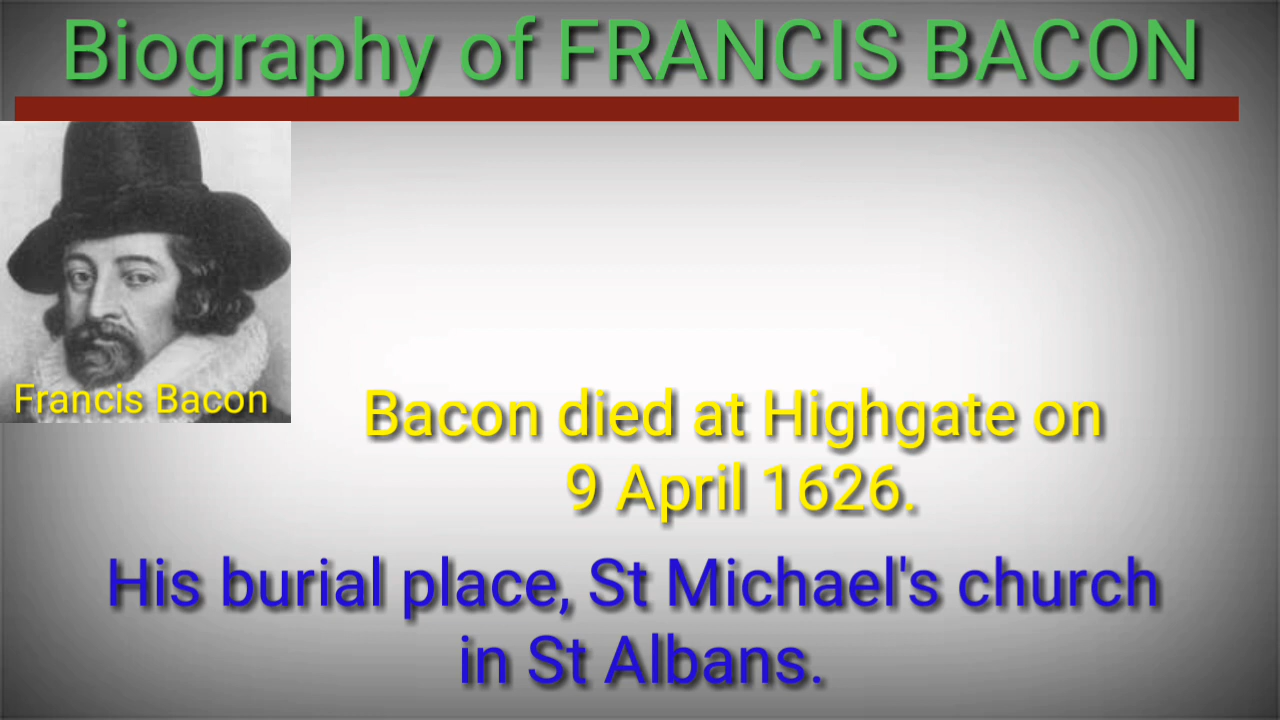 Biography of FRANCIS BACON
Francis Bacon
Bacon died at Highgate on
9 April 1626.
His burial place, St Michael's church
in St Albans.